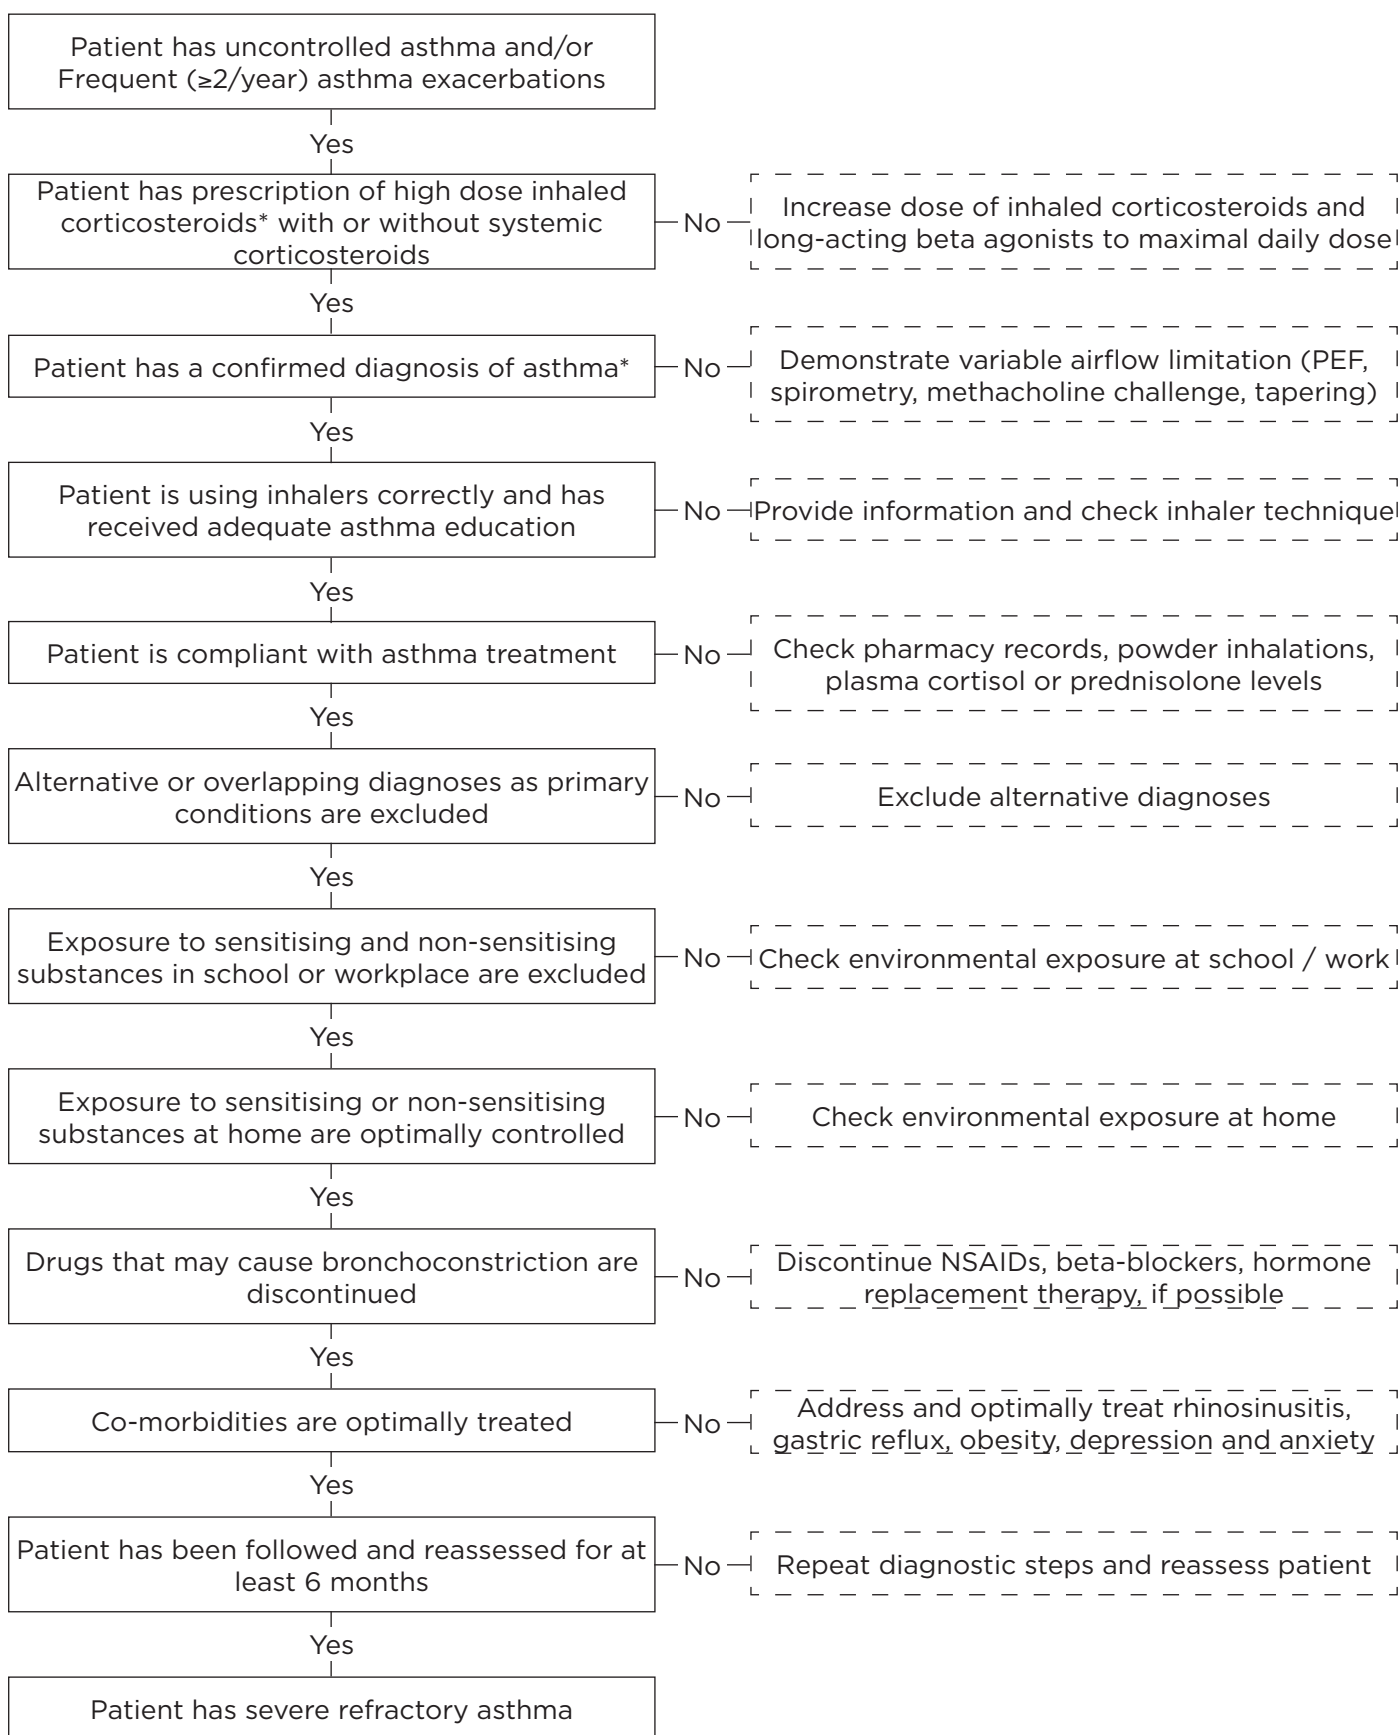 Patient has uncontrolled asthma and/or
Frequent (≥2/year) asthma exacerbations
Yes
Patient has prescription of high dose inhaled
corticosteroids* with or without systemic
corticosteroids
No
Increase dose of inhaled corticosteroids and
long-acting beta agonists to maximal daily dose
Yes
Patient has a confirmed diagnosis of asthma*
No
Demonstrate variable airflow limitation (PEF,
spirometry, methacholine challenge, tapering)
Yes
Patient is using inhalers correctly and has
received adequate asthma education
No
Provide information and check inhaler technique
Yes
Patient is compliant with asthma treatment
No
Check pharmacy records, powder inhalations,
plasma cortisol or prednisolone levels
Yes
Alternative or overlapping diagnoses as primary
conditions are excluded
No
Exclude alternative diagnoses
Yes
Exposure to sensitising and non-sensitising
substances in school or workplace are excluded
No
Check environmental exposure at school / work
Yes
Exposure to sensitising or non-sensitising
substances at home are optimally controlled
No
Check environmental exposure at home
Yes
Drugs that may cause bronchoconstriction are
discontinued
No
Discontinue NSAIDs, beta-blockers, hormone
replacement therapy, if possible
Yes
Co-morbidities are optimally treated
No
Address and optimally treat rhinosinusitis,
gastric reflux, obesity, depression and anxiety
Yes
Patient has been followed and reassessed for at
least 6 months
No
Repeat diagnostic steps and reassess patient
Yes
Patient has severe refractory asthma